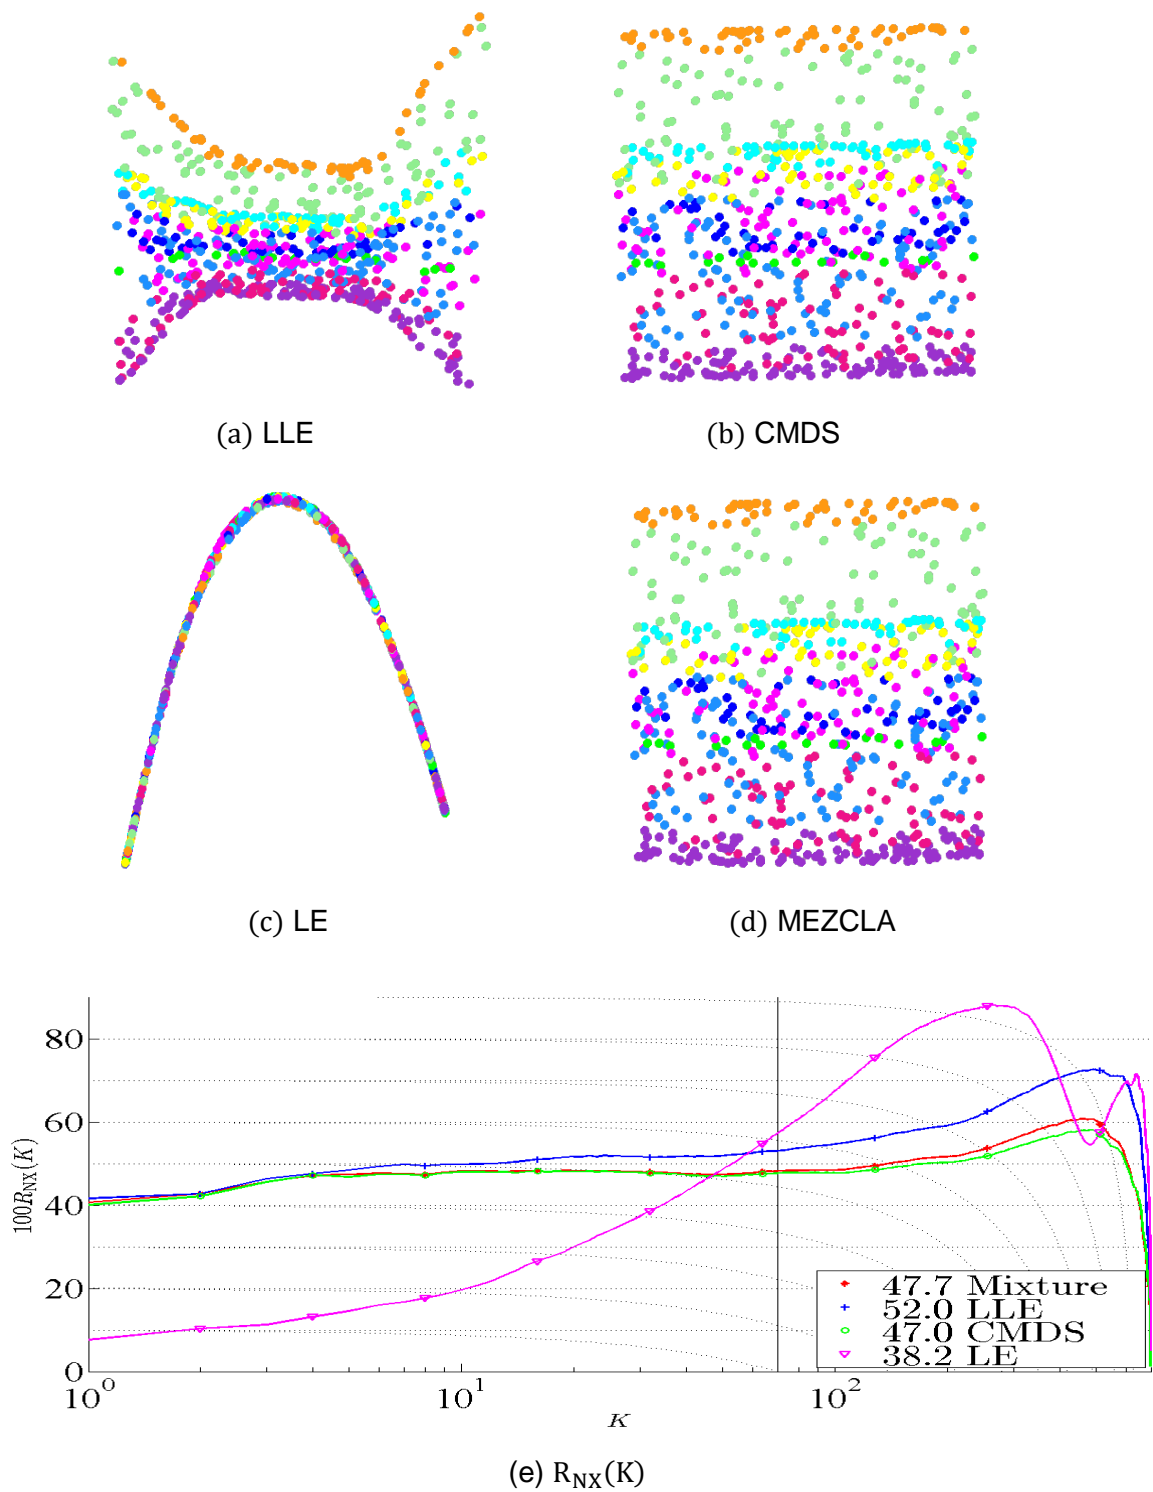 (a) LLE
(b) CMDS
(c) LE
(d) MEZCLA
100R_NX(K)
80
60
40
20
0
10^0
10^1
10^2
K
47.7 Mixture
52.0 LLE
47.0 CMDS
38.2 LE
(e) R_NX(K)